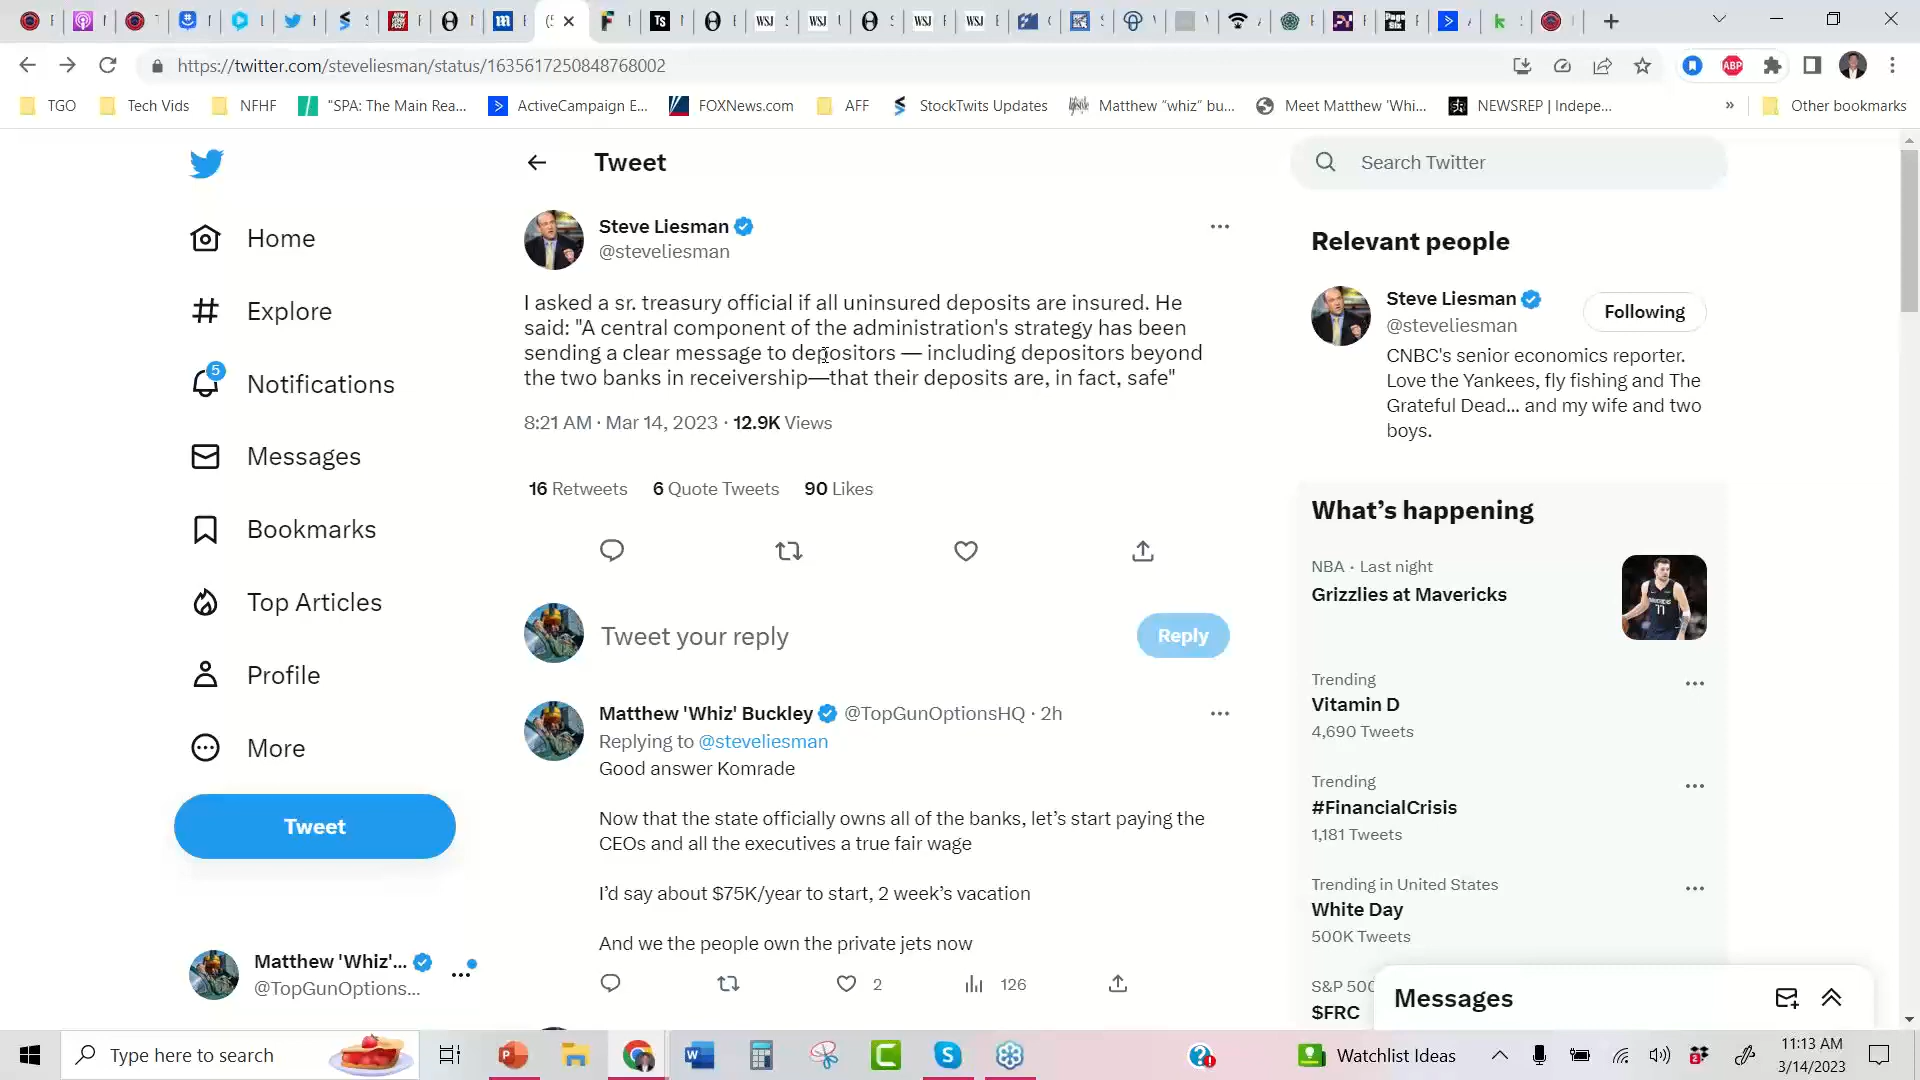 https://twitter.com/steveliesman/status/1635617250848768002
TGO
Tech Vids
NFHF
"SPA: The Main Rea...
ActiveCampaign E...
FOXNews.com
AFF
StockTwits Updates
Matthew "whiz" bu...
Meet Matthew 'Whi...
NEWSREP | Indepe...
»
Other bookmarks
ABP
Home
Explore
5
Notifications
Messages
Bookmarks
Top Articles
Profile
More
Tweet
Matthew 'Whiz'...
@TopGunOptions...
Tweet
Steve Liesman
@steveliesman
I asked a sr. treasury official if all uninsured deposits are insured. He
said: "A central component of the administration's strategy has been
sending a clear message to depositors — including depositors beyond
the two banks in receivership—that their deposits are, in fact, safe"
8:21 AM · Mar 14, 2023 · 12.9K Views
16 Retweets 6 Quote Tweets 90 Likes
Tweet your reply
Reply
Matthew 'Whiz' Buckley @TopGunOptionsHQ · 2h
Replying to @steveliesman
Good answer Komrade
Now that the state officially owns all of the banks, let’s start paying the
CEOs and all the executives a true fair wage
I’d say about $75K/year to start, 2 week’s vacation
And we the people own the private jets now
2
126
Search Twitter
Relevant people
Steve Liesman
@steveliesman
Following
CNBC's senior economics reporter.
Love the Yankees, fly fishing and The
Grateful Dead... and my wife and two
boys.
What’s happening
NBA · Last night
Grizzlies at Mavericks
Trending
Vitamin D
4,690 Tweets
Trending
#FinancialCrisis
1,181 Tweets
Trending in United States
White Day
500K Tweets
S&P 500
$FRC
Messages
Type here to search
Watchlist Ideas
11:13 AM
3/14/2023